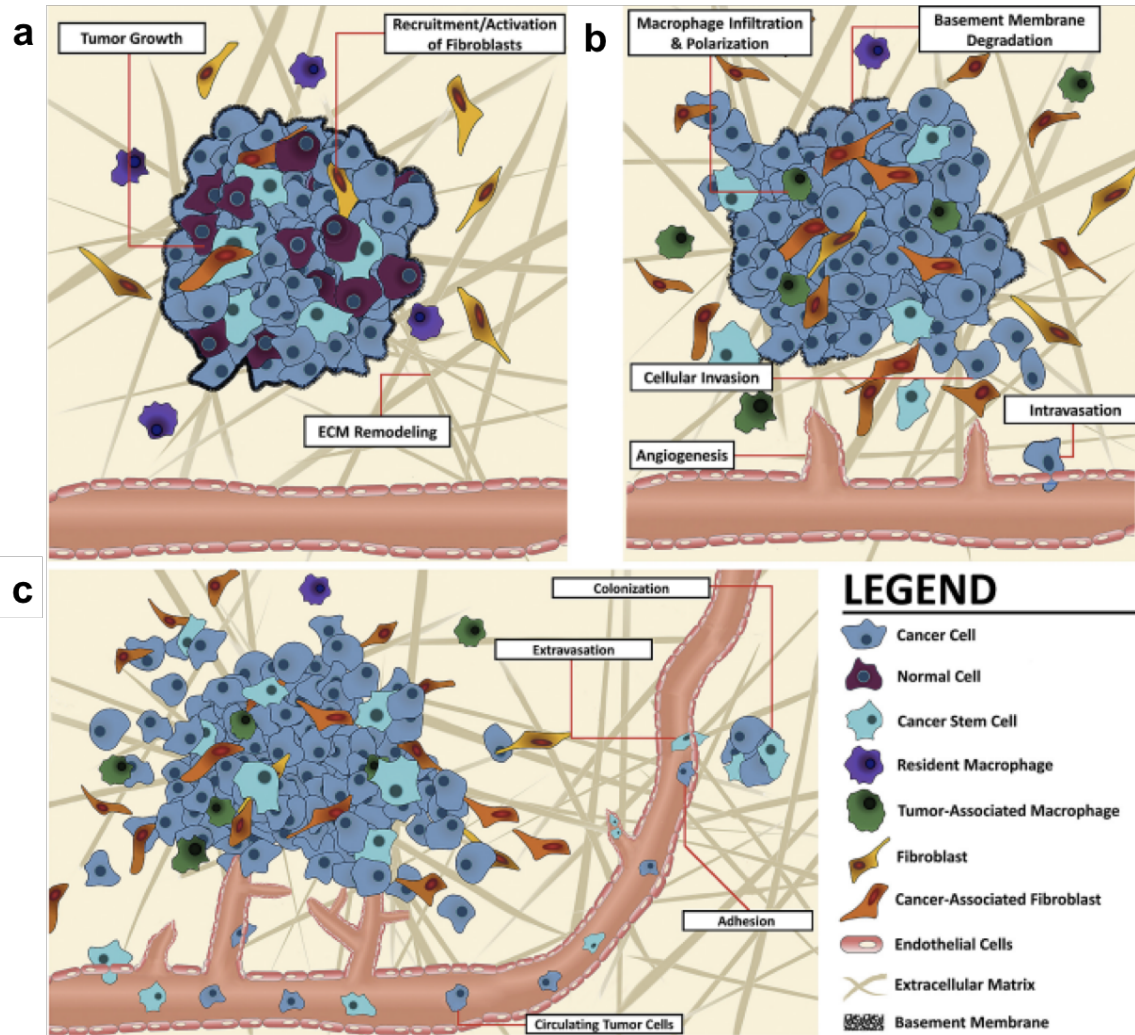 a
Tumor Growth
Recruitment/Activation
of Fibroblasts
ECM Remodeling
b
Macrophage Infiltration
& Polarization
Basement Membrane
Degradation
Cellular Invasion
Intravasation
Angiogenesis
c
Colonization
Extravasation
Adhesion
Circulating Tumor Cells
LEGEND
Cancer Cell
Normal Cell
Cancer Stem Cell
Resident Macrophage
Tumor-Associated Macrophage
Fibroblast
Cancer-Associated Fibroblast
Endothelial Cells
Extracellular Matrix
Basement Membrane